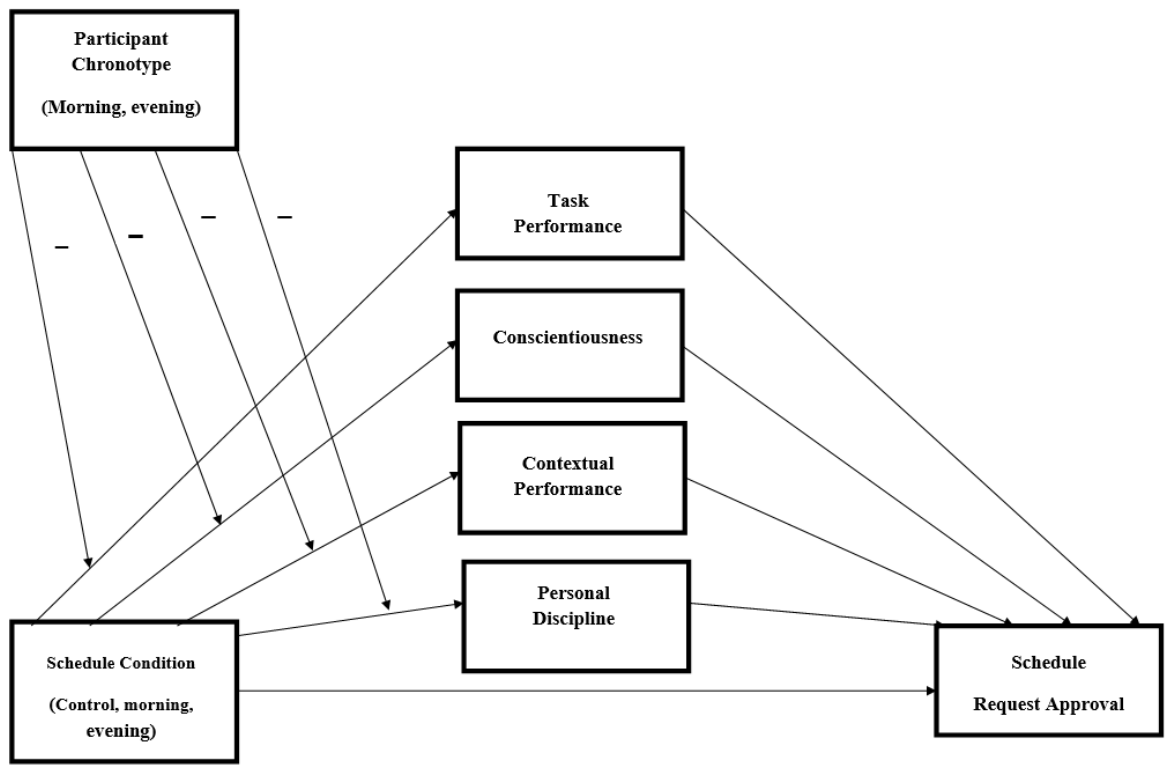 Participant
Chronotype
(Morning, evening)
–
–
–
–
Task
Performance
Conscientiousness
Contextual
Performance
Personal
Discipline
Schedule Condition
(Control, morning,
evening)
Schedule
Request Approval